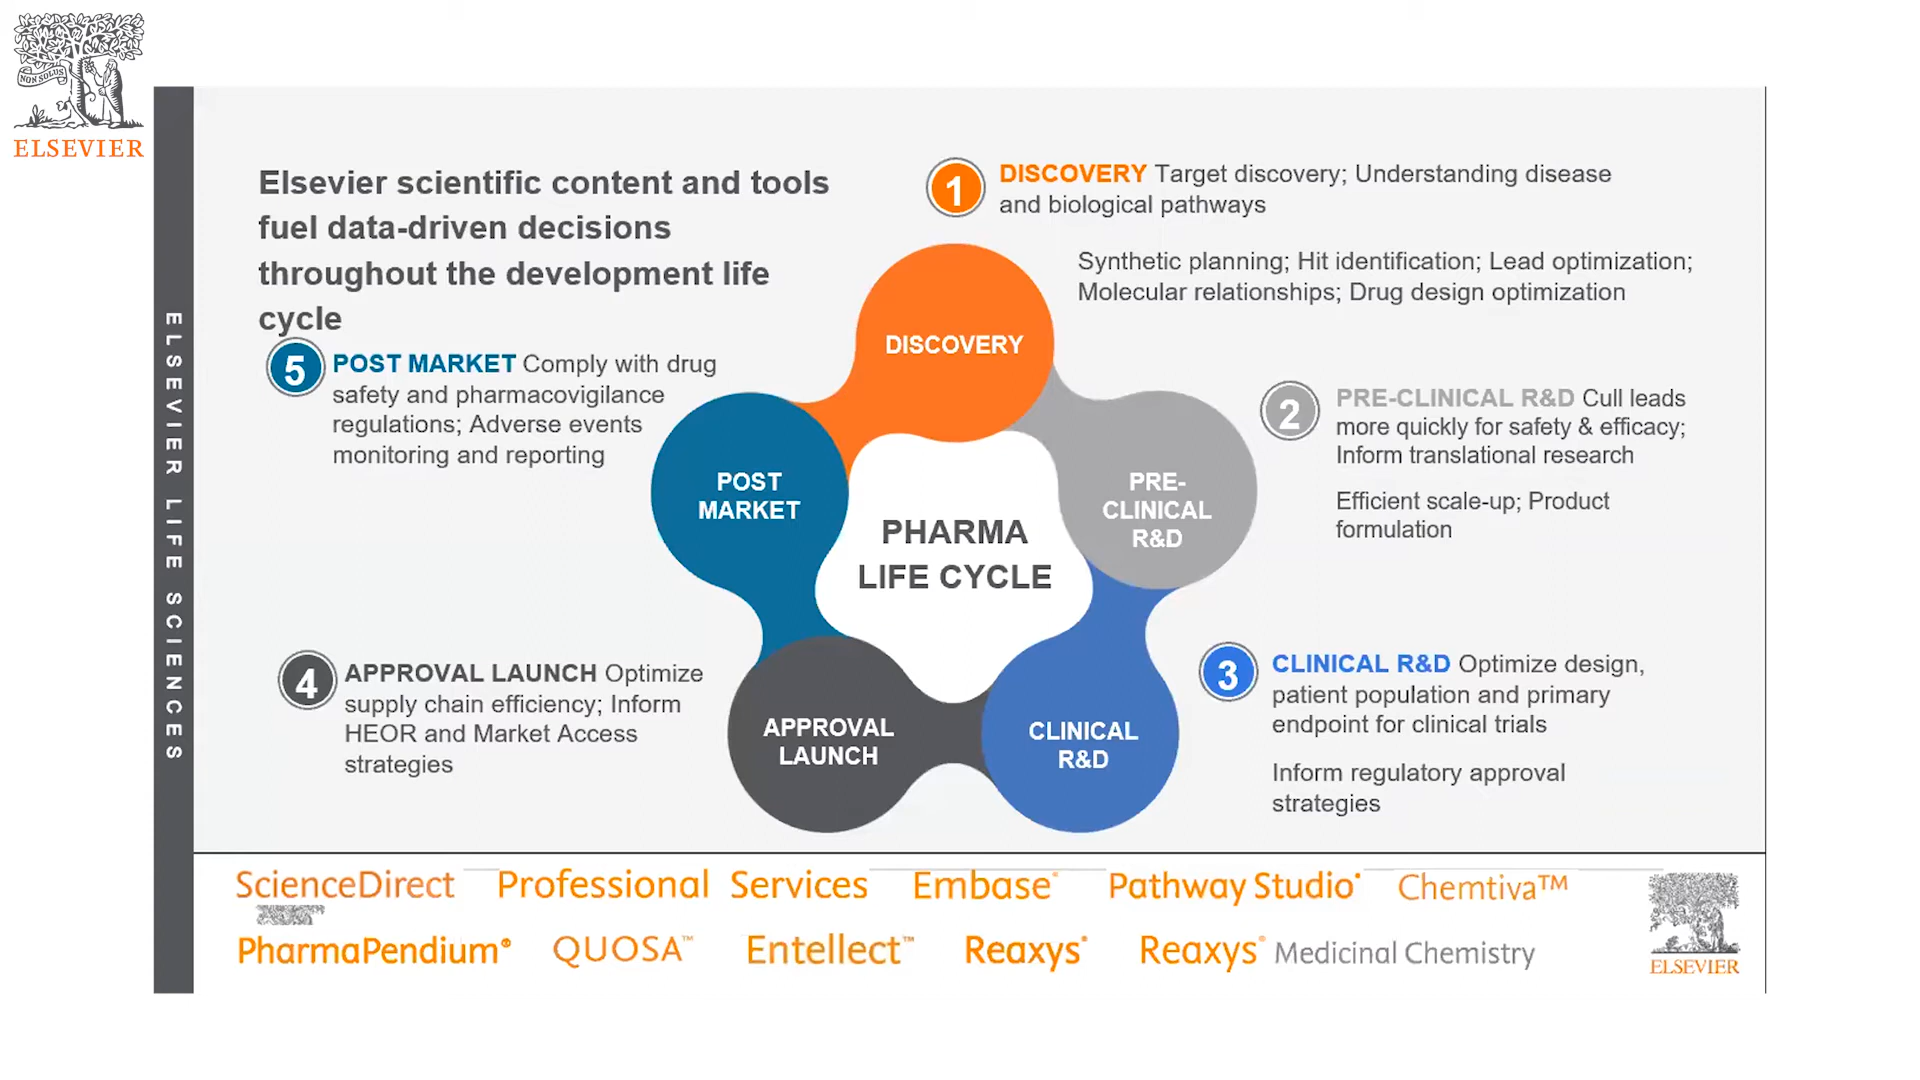 NON SOLUS
ELSEVIER
ELSEVIER LIFE SCIENCES
Elsevier scientific content and tools
fuel data-driven decisions
throughout the development life
cycle
1
DISCOVERY Target discovery; Understanding disease
and biological pathways
Synthetic planning; Hit identification; Lead optimization;
Molecular relationships; Drug design optimization
2
PRE-CLINICAL R&D Cull leads
more quickly for safety & efficacy;
Inform translational research
Efficient scale-up; Product
formulation
3
CLINICAL R&D Optimize design,
patient population and primary
endpoint for clinical trials
Inform regulatory approval
strategies
4
APPROVAL LAUNCH Optimize
supply chain efficiency; Inform
HEOR and Market Access
strategies
5
POST MARKET Comply with drug
safety and pharmacovigilance
regulations; Adverse events
monitoring and reporting
DISCOVERY
PRE-
CLINICAL
R&D
CLINICAL
R&D
APPROVAL
LAUNCH
POST
MARKET
PHARMA
LIFE CYCLE
ScienceDirect Professional Services Embase® Pathway Studio® Chemtiva™
PharmaPendium® QUOSA™ Entellect™ Reaxys® Reaxys® Medicinal Chemistry
ELSEVIER